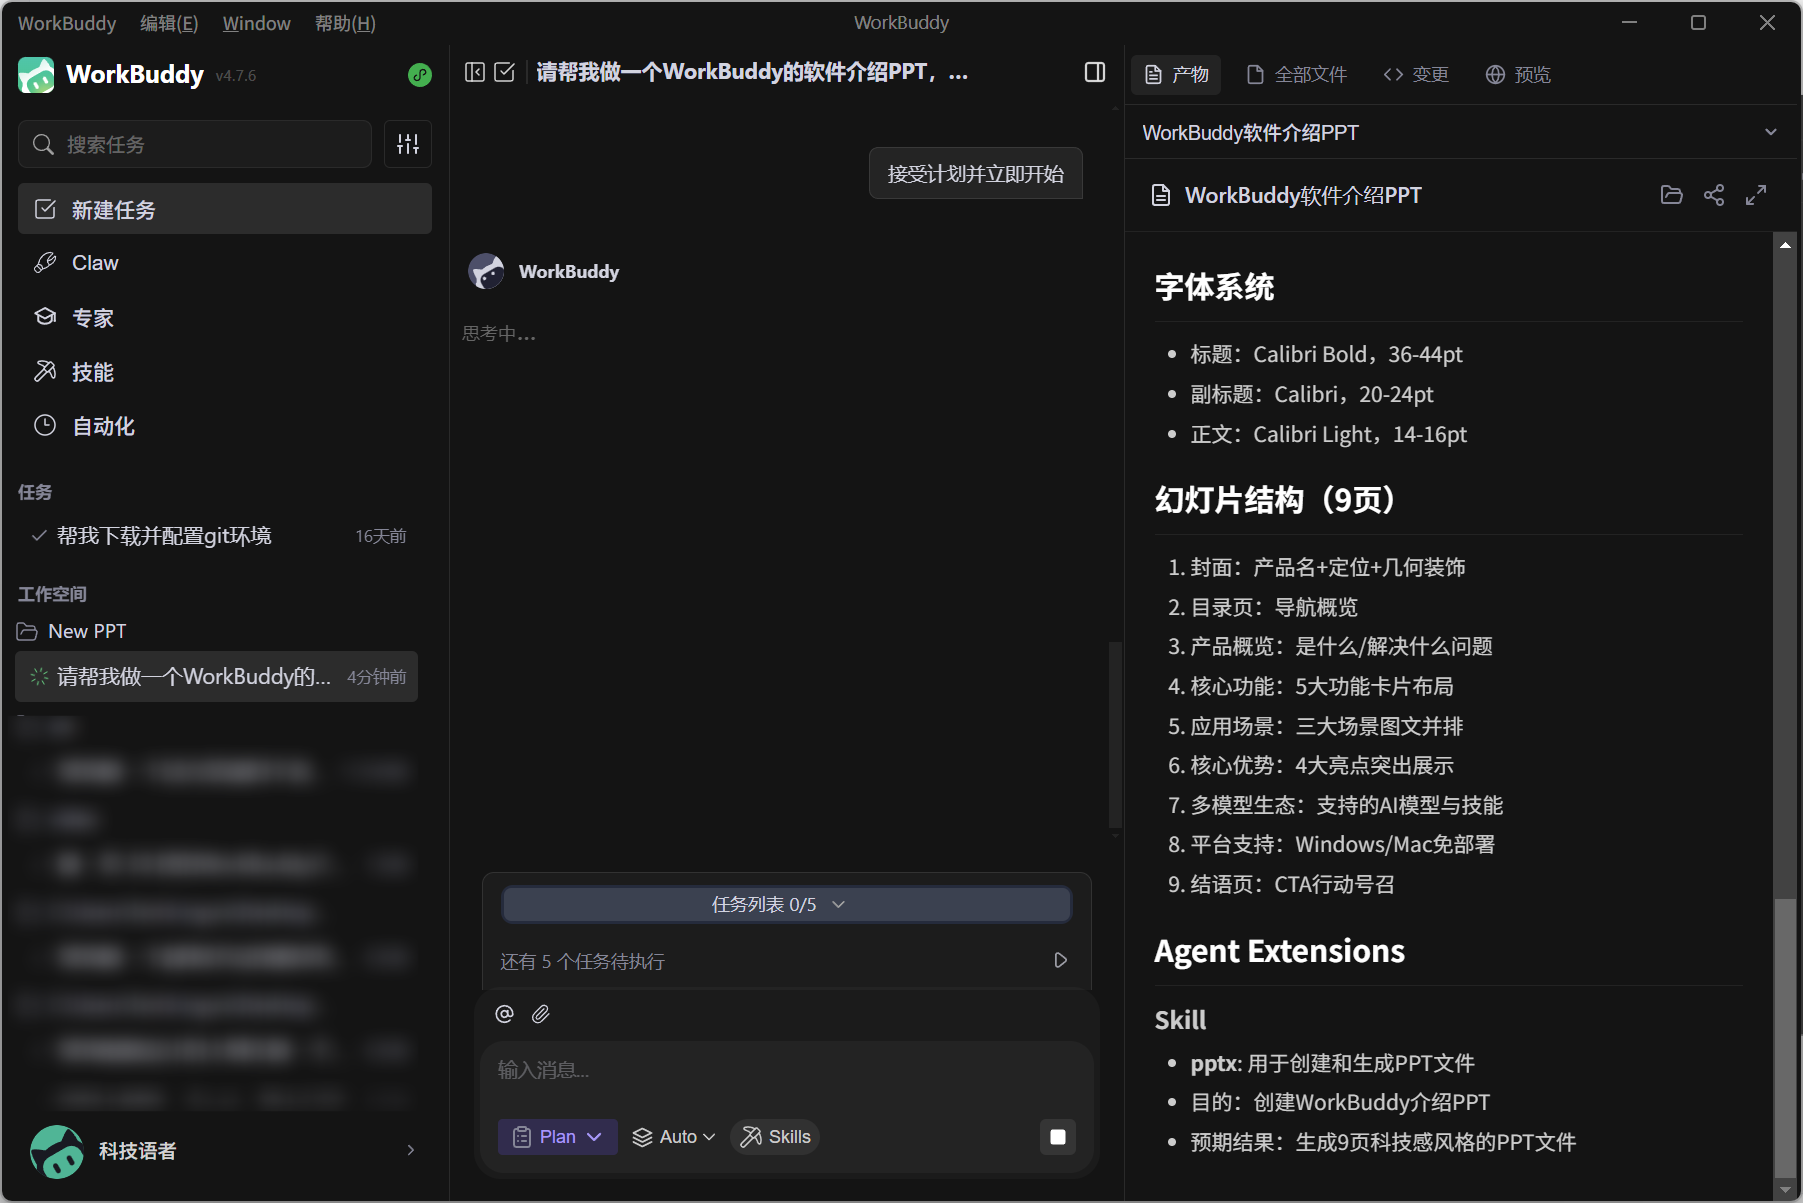 WorkBuddy 编辑(E) Window 帮助(H)
WorkBuddy
WorkBuddy v4.7.6
搜索任务
新建任务
Claw
专家
技能
自动化
任务
帮我下载并配置git环境 16天前
工作空间
New PPT
请帮我做一个WorkBuddy的... 4分钟前
科技语者
请帮我做一个WorkBuddy的软件介绍PPT，...
接受计划并立即开始
WorkBuddy
思考中...
任务列表 0/5
还有 5 个任务待执行
输入消息...
Plan Auto Skills
产物 全部文件 变更 预览
WorkBuddy软件介绍PPT
WorkBuddy软件介绍PPT
字体系统
标题：Calibri Bold，36-44pt
副标题：Calibri，20-24pt
正文：Calibri Light，14-16pt
幻灯片结构（9页）
1. 封面：产品名+定位+几何装饰
2. 目录页：导航概览
3. 产品概览：是什么/解决什么问题
4. 核心功能：5大功能卡片布局
5. 应用场景：三大场景图文并排
6. 核心优势：4大亮点突出展示
7. 多模型生态：支持的AI模型与技能
8. 平台支持：Windows/Mac免部署
9. 结语页：CTA行动号召
Agent Extensions
Skill
pptx: 用于创建和生成PPT文件
目的：创建WorkBuddy介绍PPT
预期结果：生成9页科技感风格的PPT文件